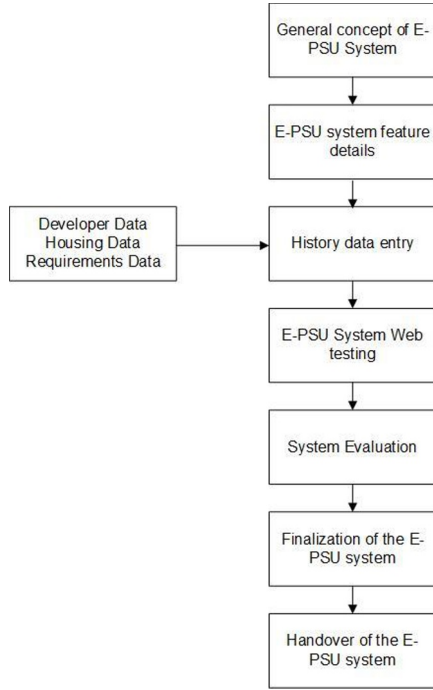 General concept of E-
PSU System
E-PSU system feature
details
Developer Data
Housing Data
Requirements Data
History data entry
E-PSU System Web
testing
System Evaluation
Finalization of the E-
PSU system
Handover of the E-
PSU system